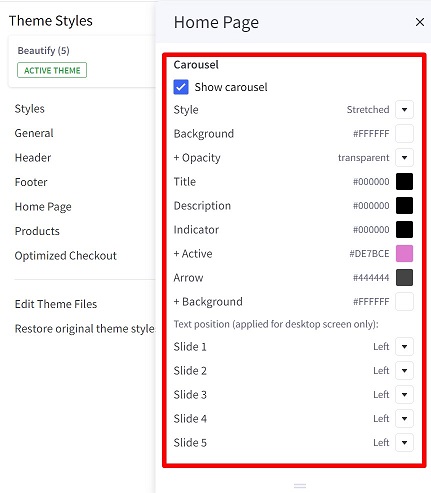 Theme Styles
Beautify (5)
ACTIVE THEME
Styles
General
Header
Footer
Home Page
Products
Optimized Checkout
Edit Theme Files
Restore original theme style
Home Page
Carousel
Show carousel
Style Stretched
Background #FFFFFF
+ Opacity transparent
Title #000000
Description #000000
Indicator #000000
+ Active #DE7BCE
Arrow #444444
+ Background #FFFFFF
Text position (applied for desktop screen only):
Slide 1 Left
Slide 2 Left
Slide 3 Left
Slide 4 Left
Slide 5 Left